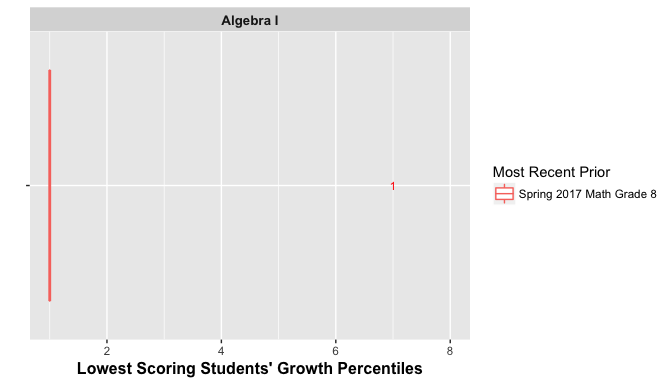 Algebra I
1
Most Recent Prior
Spring 2017 Math Grade 8
2 4 6 8
Lowest Scoring Students' Growth Percentiles